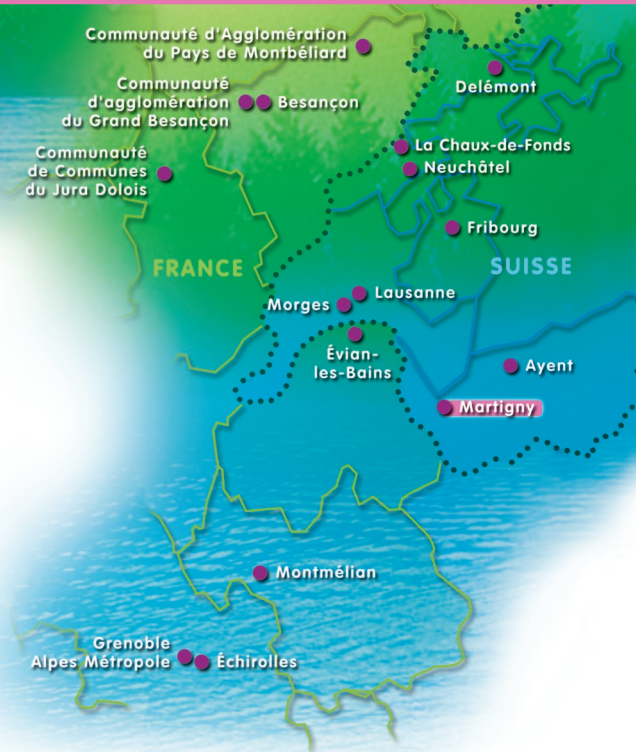 Communauté d'Agglomération
du Pays de Montbéliard
Delémont
Communauté
d'agglomération
du Grand Besançon
Besançon
La Chaux-de-Fonds
Neuchâtel
Communauté
de Communes
du Jura Dolois
Fribourg
FRANCE
SUISSE
Lausanne
Morges
Évian-
les-Bains
Ayent
Martigny
Montmélian
Grenoble
Alpes Métropole
Échirolles